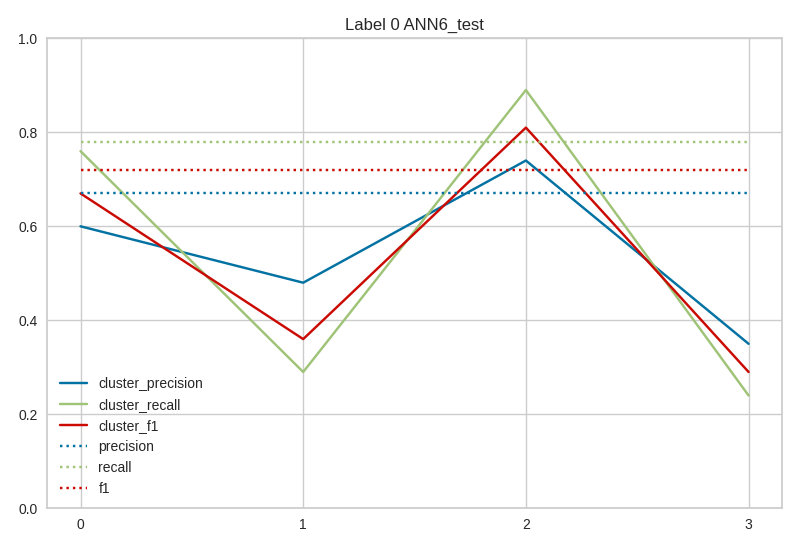 Label 0 ANN6_test
1.0
0.8
0.6
0.4
0.2
0.0
cluster_precision
cluster_recall
cluster_f1
precision
recall
f1
0 1 2 3